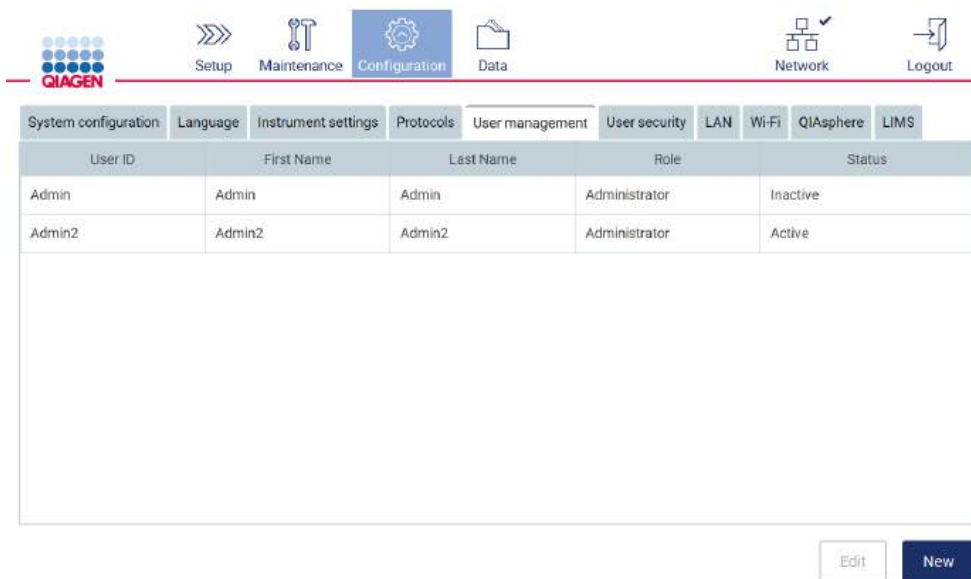 QIAGEN
Setup Maintenance Configuration Data Network Logout
System configuration Language Instrument settings Protocols User management User security LAN Wi-Fi QIAsphere LIMS
User ID First Name Last Name Role Status
Admin Admin Admin Administrator Inactive
Admin2 Admin2 Admin2 Administrator Active
Edit New